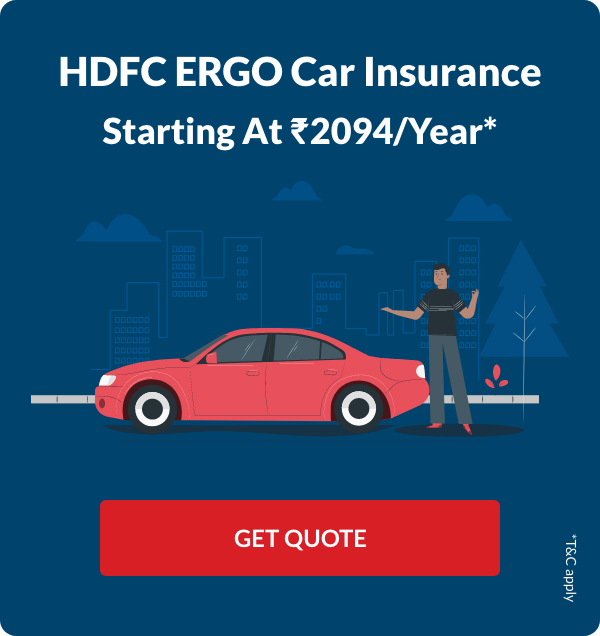 HDFC ERGO Car Insurance
Starting At ₹2094/Year*
GET QUOTE
*T&C apply